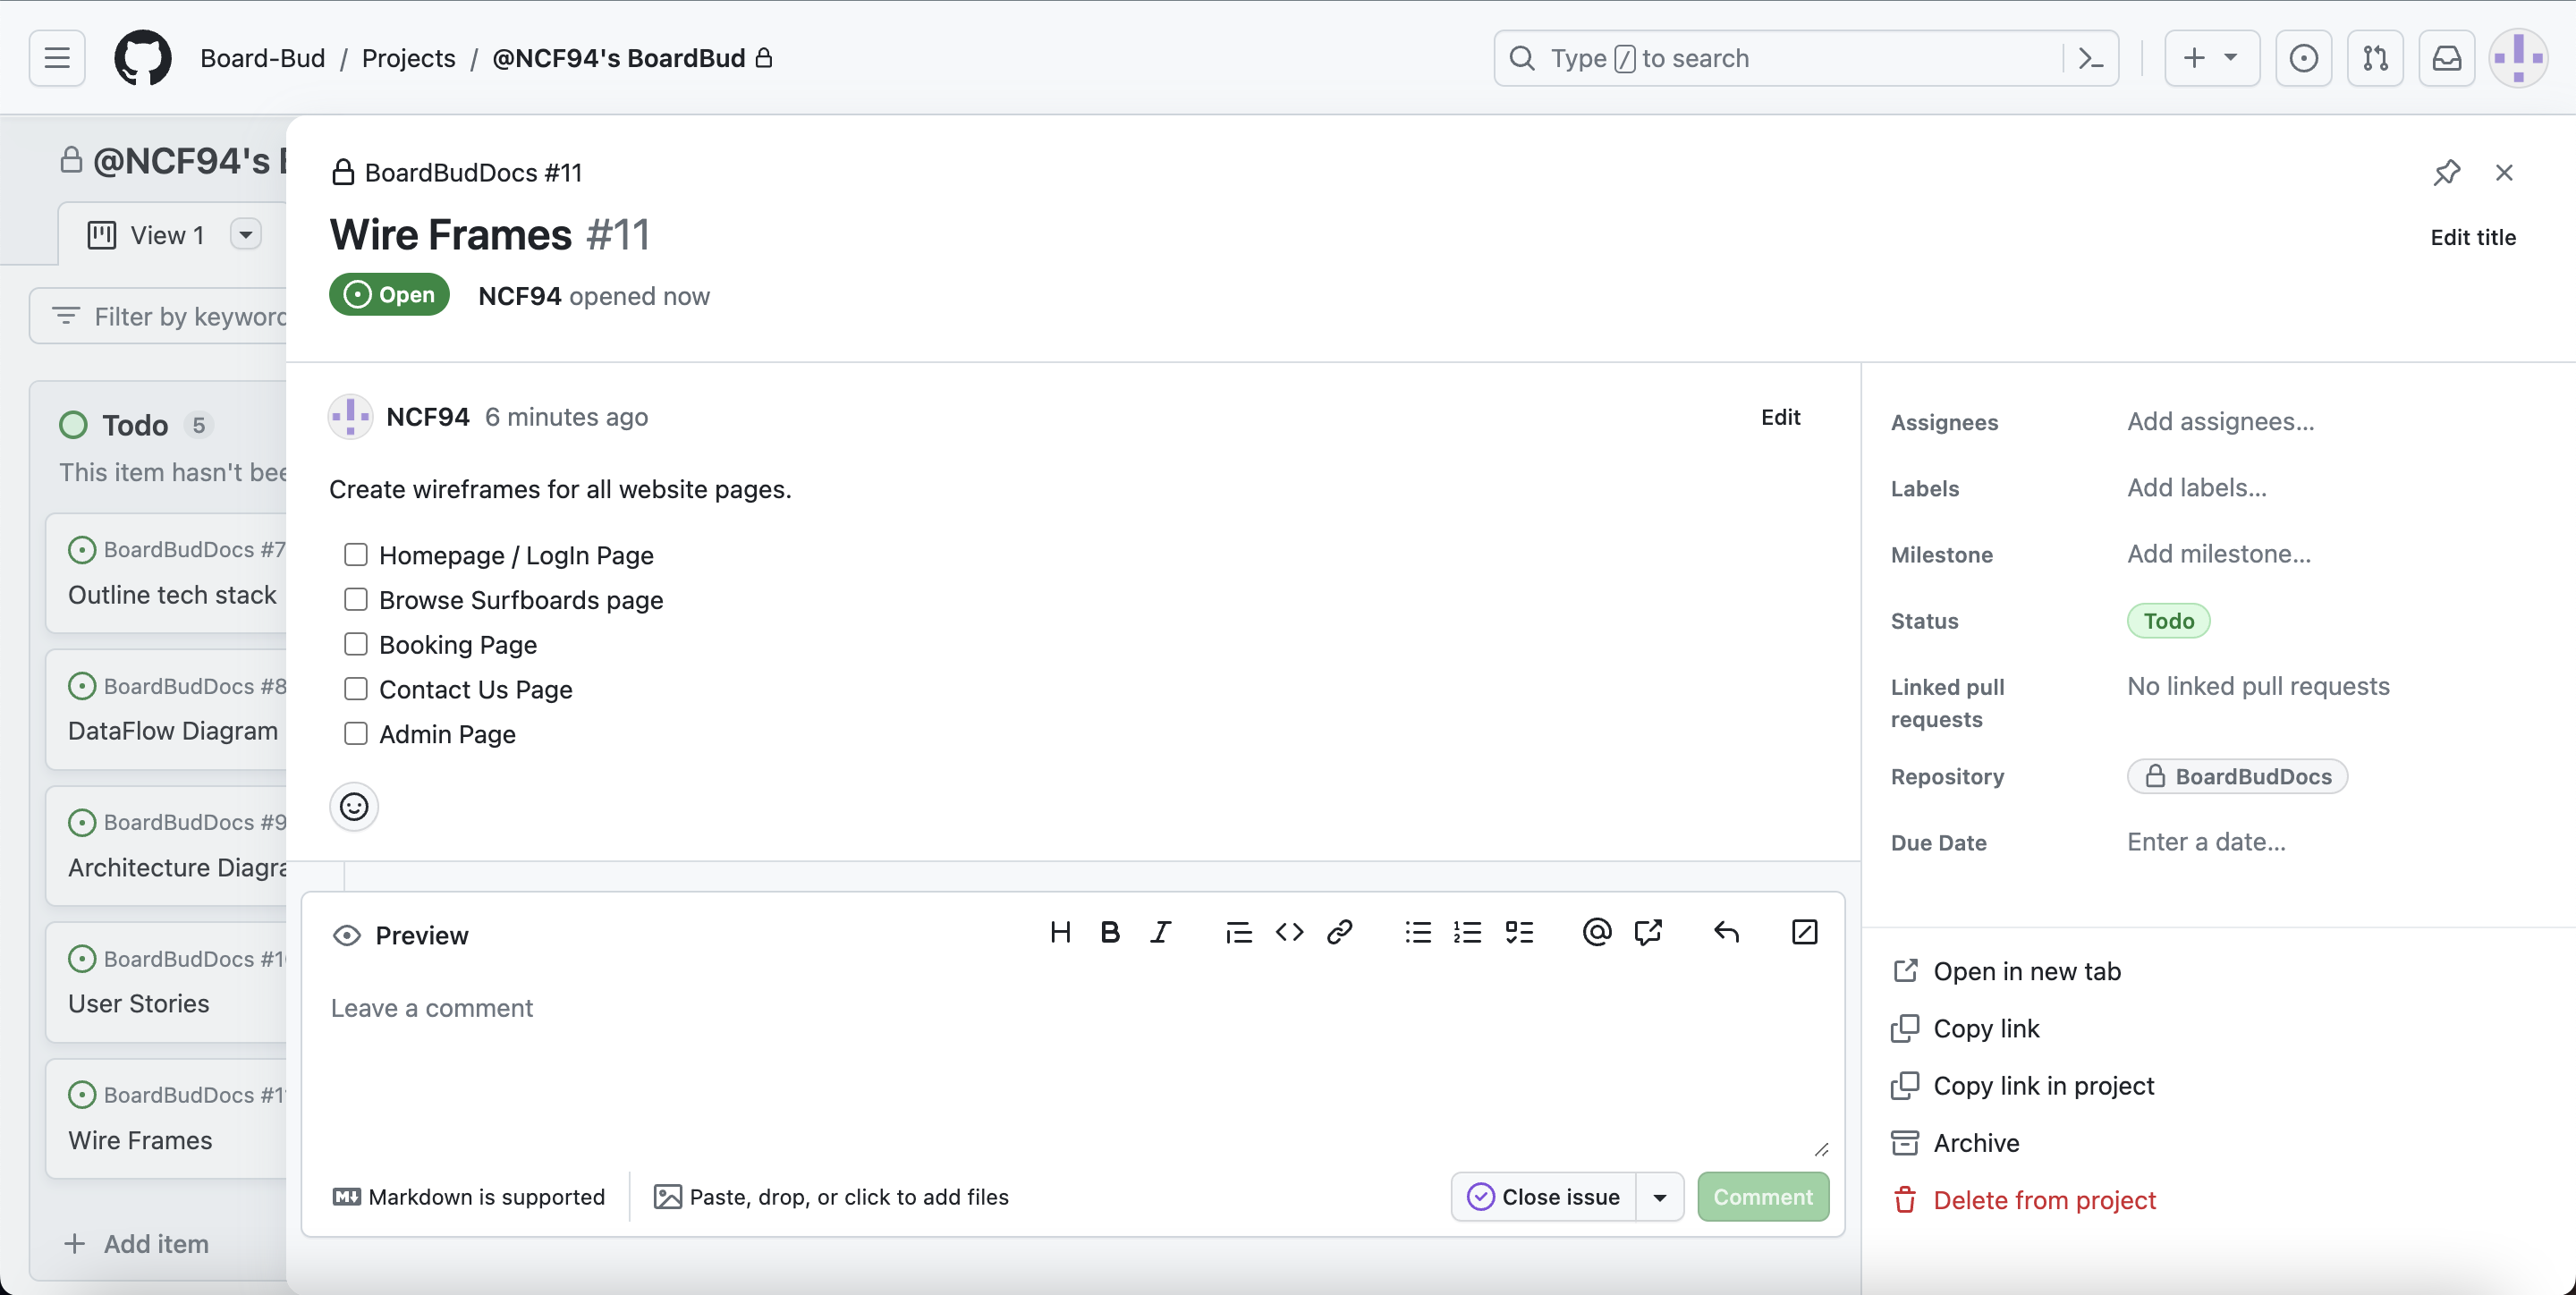 Board-Bud / Projects / @NCF94's BoardBud
Type / to search
@NCF94's
View 1
Filter by keyword
Todo 5
This item hasn't bee
BoardBudDocs #7
Outline tech stack
BoardBudDocs #8
DataFlow Diagram
BoardBudDocs #9
Architecture Diagra
BoardBudDocs #1
User Stories
BoardBudDocs #11
Wire Frames
+ Add item
BoardBudDocs #11
Wire Frames #11
Edit title
Open NCF94 opened now
NCF94 6 minutes ago
Edit
Create wireframes for all website pages.
Homepage / LogIn Page
Browse Surfboards page
Booking Page
Contact Us Page
Admin Page
Preview
H B I
Leave a comment
Markdown is supported
Paste, drop, or click to add files
Close issue
Comment
Assignees Add assignees...
Labels Add labels...
Milestone Add milestone...
Status Todo
Linked pull requests No linked pull requests
Repository BoardBudDocs
Due Date Enter a date...
Open in new tab
Copy link
Copy link in project
Archive
Delete from project